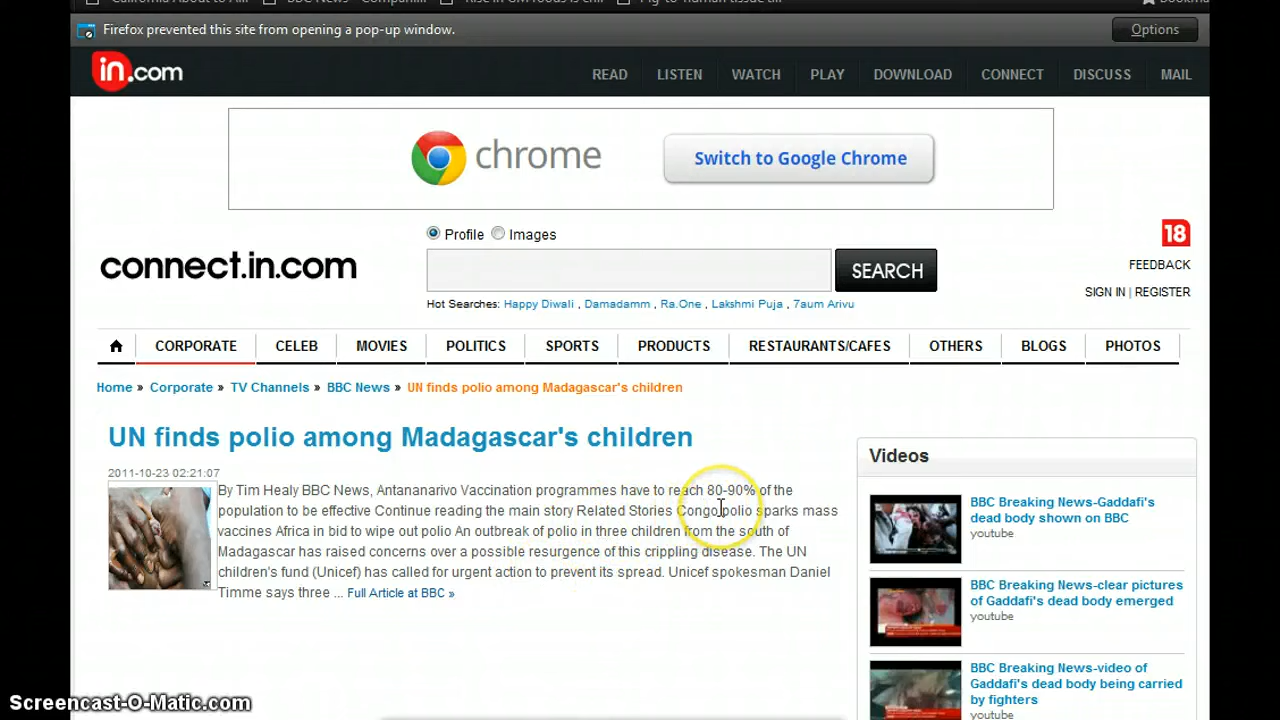 Firefox prevented this site from opening a pop-up window.
Options
in.com
READ LISTEN WATCH PLAY DOWNLOAD CONNECT DISCUSS MAIL
chrome
Switch to Google Chrome
Profile Images
18
connect.in.com
SEARCH
FEEDBACK
SIGN IN | REGISTER
Hot Searches: Happy Diwali , Damadamm , Ra.One , Lakshmi Puja , 7aum Arivu
CORPORATE CELEB MOVIES POLITICS SPORTS PRODUCTS RESTAURANTS/CAFES OTHERS BLOGS PHOTOS
Home » Corporate » TV Channels » BBC News » UN finds polio among Madagascar's children
UN finds polio among Madagascar's children
2011-10-23 02:21:07
By Tim Healy BBC News, Antananarivo Vaccination programmes have to reach 80-90% of the
population to be effective Continue reading the main story Related Stories Congo polio sparks mass
vaccines Africa in bid to wipe out polio An outbreak of polio in three children from the south of
Madagascar has raised concerns over a possible resurgence of this crippling disease. The UN
children's fund (Unicef) has called for urgent action to prevent its spread. Unicef spokesman Daniel
Timme says three ... Full Article at BBC »
Videos
BBC Breaking News-Gaddafi's
dead body shown on BBC
youtube
BBC Breaking News-clear pictures
of Gaddafi's dead body emerged
youtube
BBC Breaking News-video of
Gaddafi's dead body being carried
by fighters
youtube
Screencast-O-Matic.com